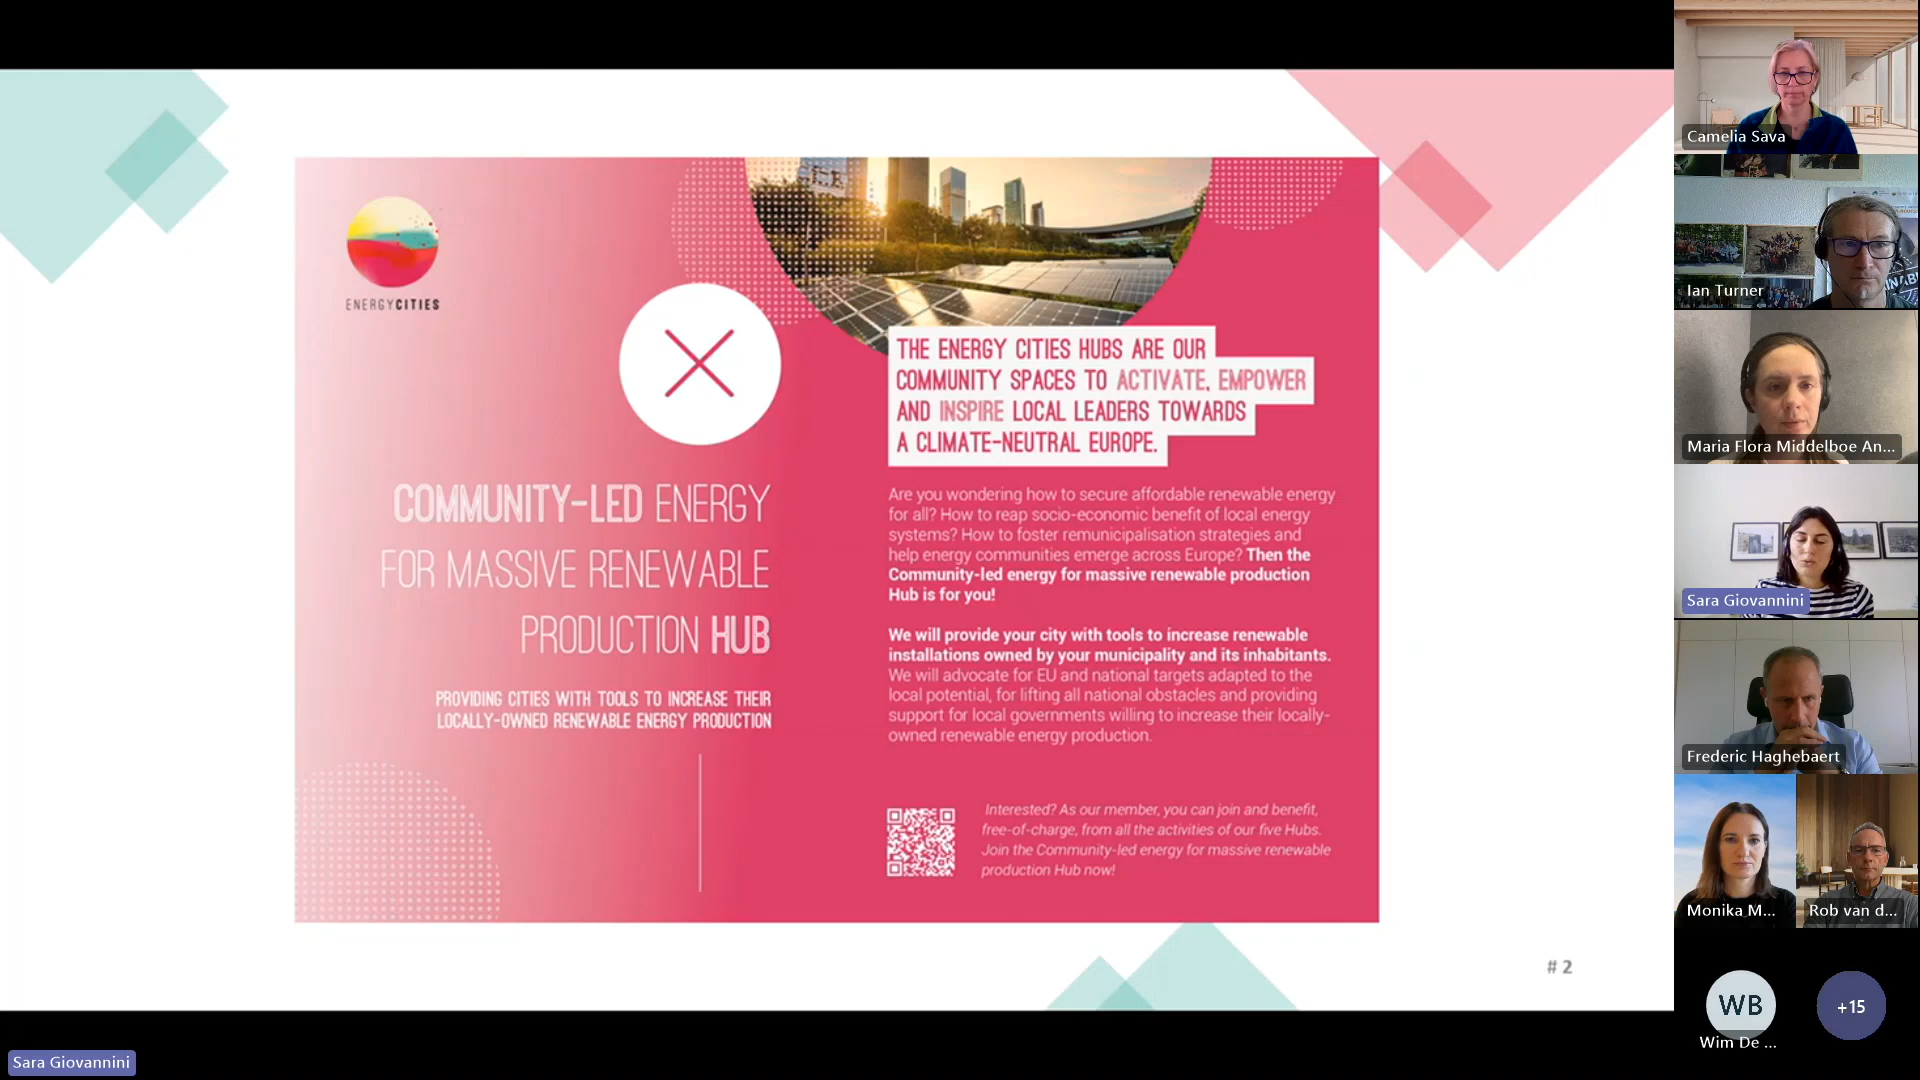 ENERGYCITIES
COMMUNITY-LED ENERGY
FOR MASSIVE RENEWABLE
PRODUCTION HUB
PROVIDING CITIES WITH TOOLS TO INCREASE THEIR
LOCALLY-OWNED RENEWABLE ENERGY PRODUCTION
THE ENERGY CITIES HUBS ARE OUR
COMMUNITY SPACES TO ACTIVATE, EMPOWER
AND INSPIRE LOCAL LEADERS TOWARDS
A CLIMATE-NEUTRAL EUROPE.
Are you wondering how to secure affordable renewable energy
for all? How to reap socio-economic benefit of local energy
systems? How to foster remunicipalisation strategies and
help energy communities emerge across Europe? Then the
Community-led energy for massive renewable production
Hub is for you!
We will provide your city with tools to increase renewable
installations owned by your municipality and its inhabitants.
We will advocate for EU and national targets adapted to the
local potential, for lifting all national obstacles and providing
support for local governments willing to increase their locally-
owned renewable energy production.
Interested? As our member, you can join and benefit,
free-of-charge, from all the activities of our five Hubs.
Join the Community-led energy for massive renewable
production Hub now!
# 2
Sara Giovannini
Camelia Sava
Ian Turner
Maria Flora Middelboe An...
Sara Giovannini
Frederic Haghebaert
Monika M...
Rob van d...
WB
Wim De ...
+15